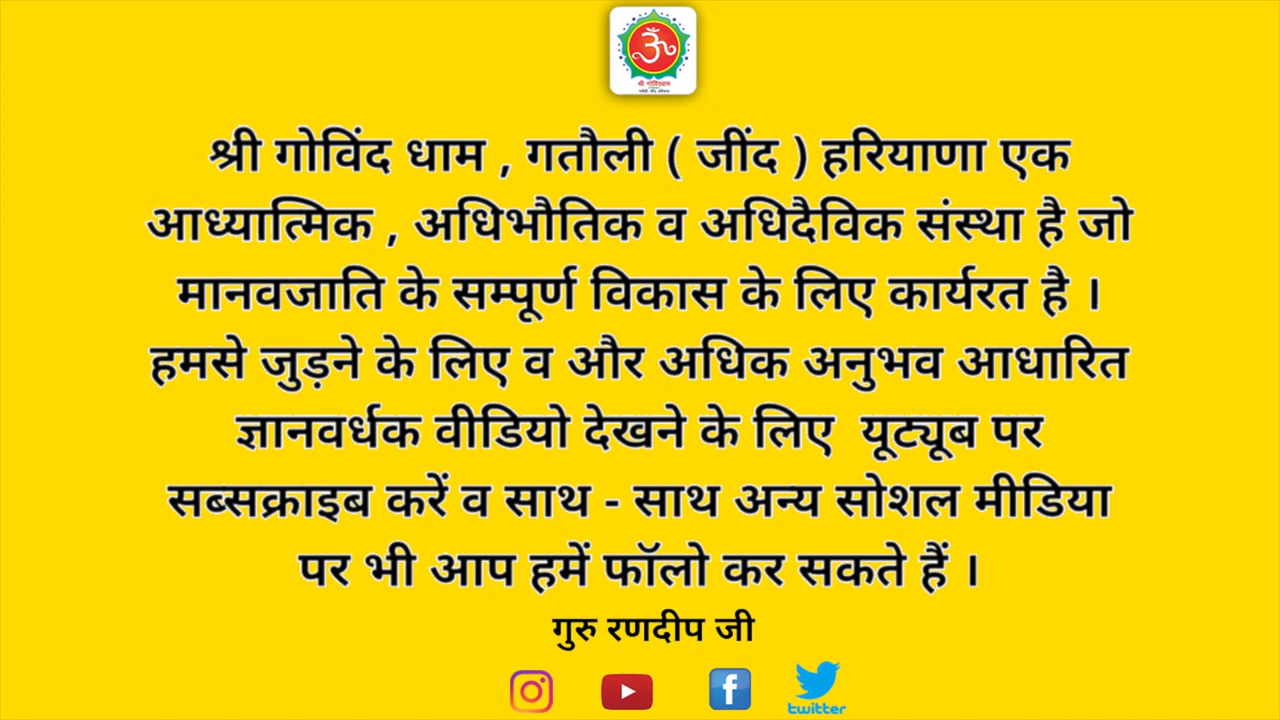 ॐ
श्री गोविंदधाम
श्री गोविंद धाम , गतौली ( जींद ) हरियाणा एक
आध्यात्मिक , अधिभौतिक व अधिदैविक संस्था है जो
मानवजाति के सम्पूर्ण विकास के लिए कार्यरत है ।
हमसे जुड़ने के लिए व और अधिक अनुभव आधारित
ज्ञानवर्धक वीडियो देखने के लिए यूट्यूब पर
सब्सक्राइब करें व साथ - साथ अन्य सोशल मीडिया
पर भी आप हमें फॉलो कर सकते हैं ।
गुरु रणदीप जी
twitter